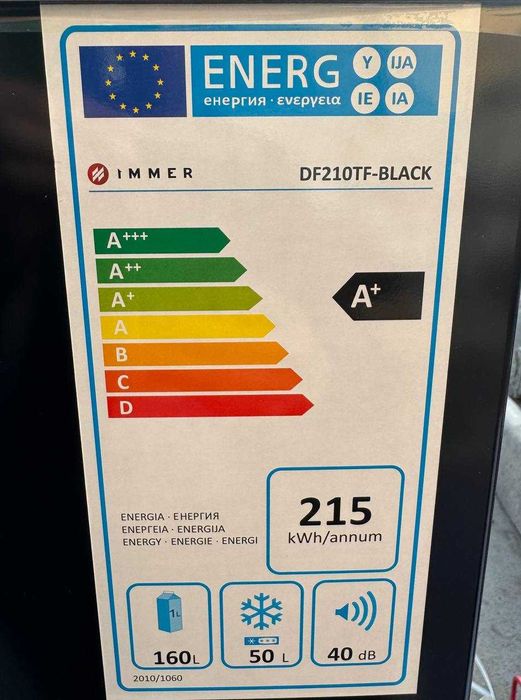 ENERG Y IJA
енергия · ενεργεια IE IA
IMMER DF210TF-BLACK
A+++
A++
A+
A+
A
B
C
D
215
kWh/annum
ENERGIA · ЕНЕРГИЯ
ΕΝΕΡΓΕΙΑ · ENERGIJA
ENERGY · ENERGIE · ENERGI
1L
160L
50 L
40 dB
2010/1060